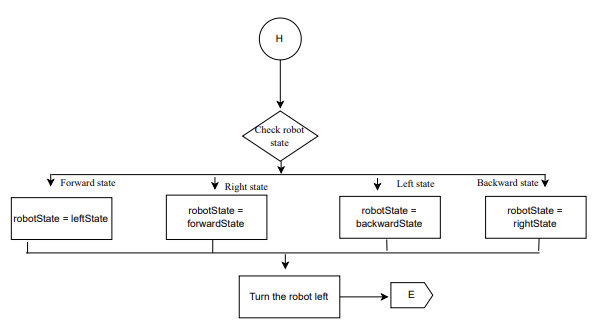 H
Check robot
state
Forward state
Right state
Left state
Backward state
robotState = leftState
robotState =
forwardState
robotState =
backwardState
robotState =
rightState
Turn the robot left
E